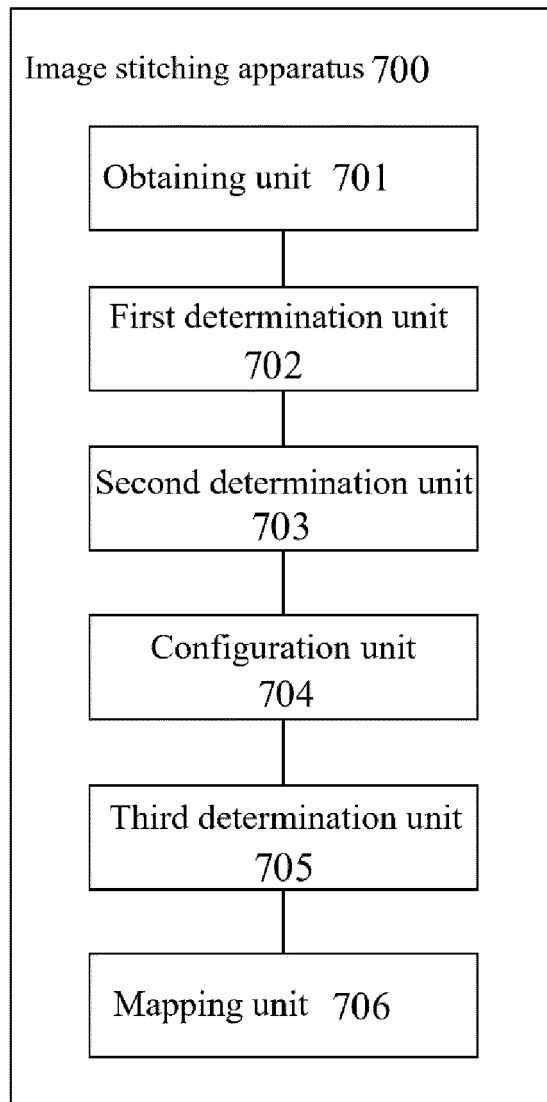 Image stitching apparatus 700
Obtaining unit 701
First determination unit
702
Second determination unit
703
Configuration unit
704
Third determination unit
705
Mapping unit 706